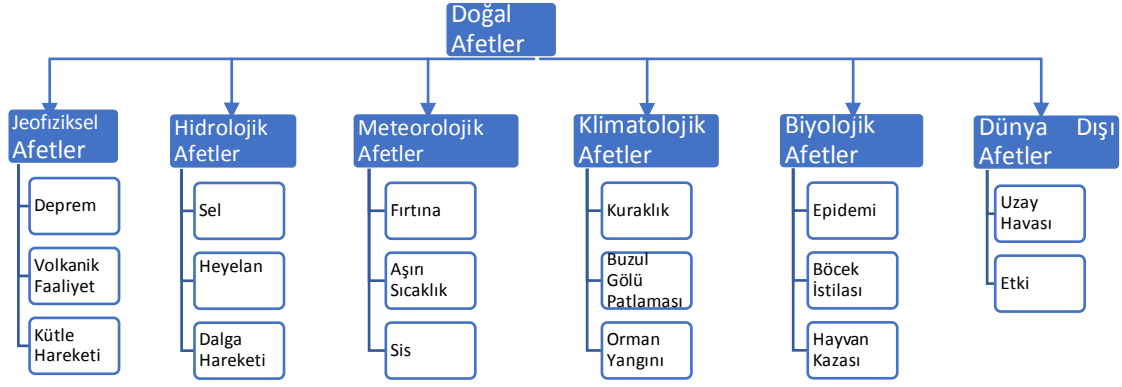 Doğal
Afetler
Jeofiziksel
Afetler
Hidrolojik
Afetler
Meteorolojik
Afetler
Klimatolojik
Afetler
Biyolojik
Afetler
Dünya Dışı
Afetler
Deprem
Volkanik
Faaliyet
Kütle
Hareketi
Sel
Heyelan
Dalga
Hareketi
Fırtına
Aşırı
Sıcaklık
Sis
Kuraklık
Buzul
Gölü
Patlaması
Orman
Yangını
Epidemi
Böcek
İstilası
Hayvan
Kazası
Uzay
Havası
Etki